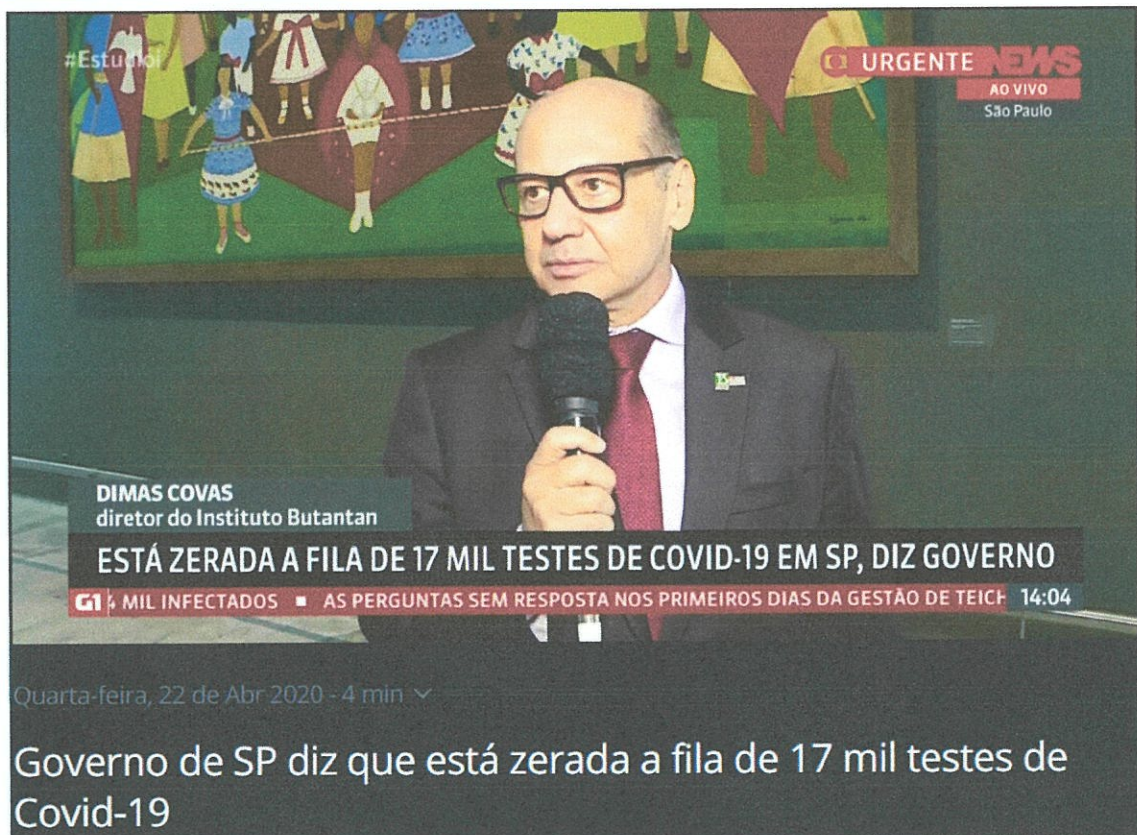 #Estúdioi
URGENTE NEWS
AO VIVO
São Paulo
DIMAS COVAS
diretor do Instituto Butantan
ESTÁ ZERADA A FILA DE 17 MIL TESTES DE COVID-19 EM SP, DIZ GOVERNO
G1 4 MIL INFECTADOS ■ AS PERGUNTAS SEM RESPOSTA NOS PRIMEIROS DIAS DA GESTÃO DE TEICH 14:04
Quarta-feira, 22 de Abr 2020 - 4 min
Governo de SP diz que está zerada a fila de 17 mil testes de
Covid-19